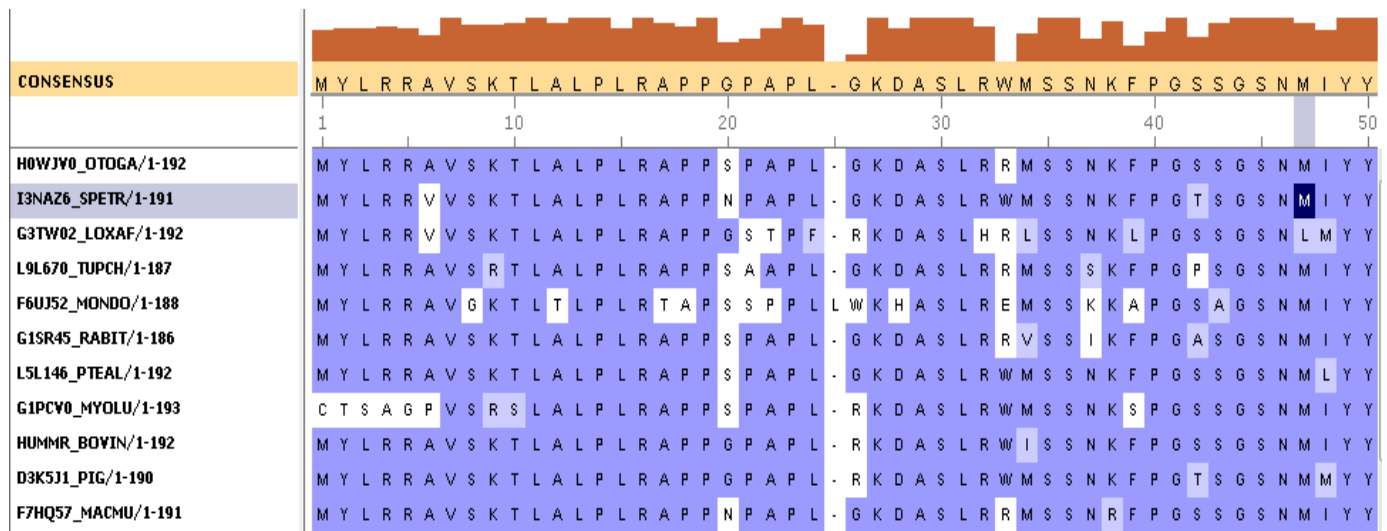 CONSENSUS M Y L R R A V S K T L A L P L R A P P G P A P L - G K D A S L R W M S S N K F P G S S G S N M I Y Y
1 10 20 30 40 50
H0WJV0_OTOGA/1-192 M Y L R R A V S K T L A L P L R A P P S P A P L - G K D A S L R R M S S N K F P G S S G S N M I Y Y
I3NAZ6_SPETR/1-191 M Y L R R V V S K T L A L P L R A P P N P A P L - G K D A S L R W M S S N K F P G T S G S N M I Y Y
G3TW02_LOXAF/1-192 M Y L R R V V S K T L A L P L R A P P G S T P F - R K D A S L H R L S S N K L P G S S G S N L M Y Y
L9L670_TUPCH/1-187 M Y L R R A V S R T L A L P L R A P P S A A P L - G K D A S L R R M S S S K F P G P S G S N M I Y Y
F6UJ52_MONDO/1-188 M Y L R R A V G K T L T L P L R T A P S S P P L L W K H A S L R E M S S K K A P G S A G S N M I Y Y
G1SR45_RABIT/1-186 M Y L R R A V S K T L A L P L R A P P S P A P L - G K D A S L R R V S S I K F P G A S G S N M I Y Y
L5L146_PTEAL/1-192 M Y L R R A V S K T L A L P L R A P P S P A P L - G K D A S L R W M S S N K F P G S S G S N M L Y Y
G1PCV0_MYOLU/1-193 C T S A G P V S R S L A L P L R A P P S P A P L - R K D A S L R W M S S N K S P G S S G S N M I Y Y
HUMMR_BOVIN/1-192 M Y L R R A V S K T L A L P L R A P P G P A P L - R K D A S L R W I S S N K F P G S S G S N M I Y Y
D3K5J1_PIG/1-190 M Y L R R A V S K T L A L P L R A P P G P A P L - R K D A S L R W M S S N K F P G T S G S N M M Y Y
F7HQ57_MACMU/1-191 M Y L R R A V S K T L A L P L R A P P N P A P L - G K D A S L R R M S S N R F P G S S G S N M I Y Y